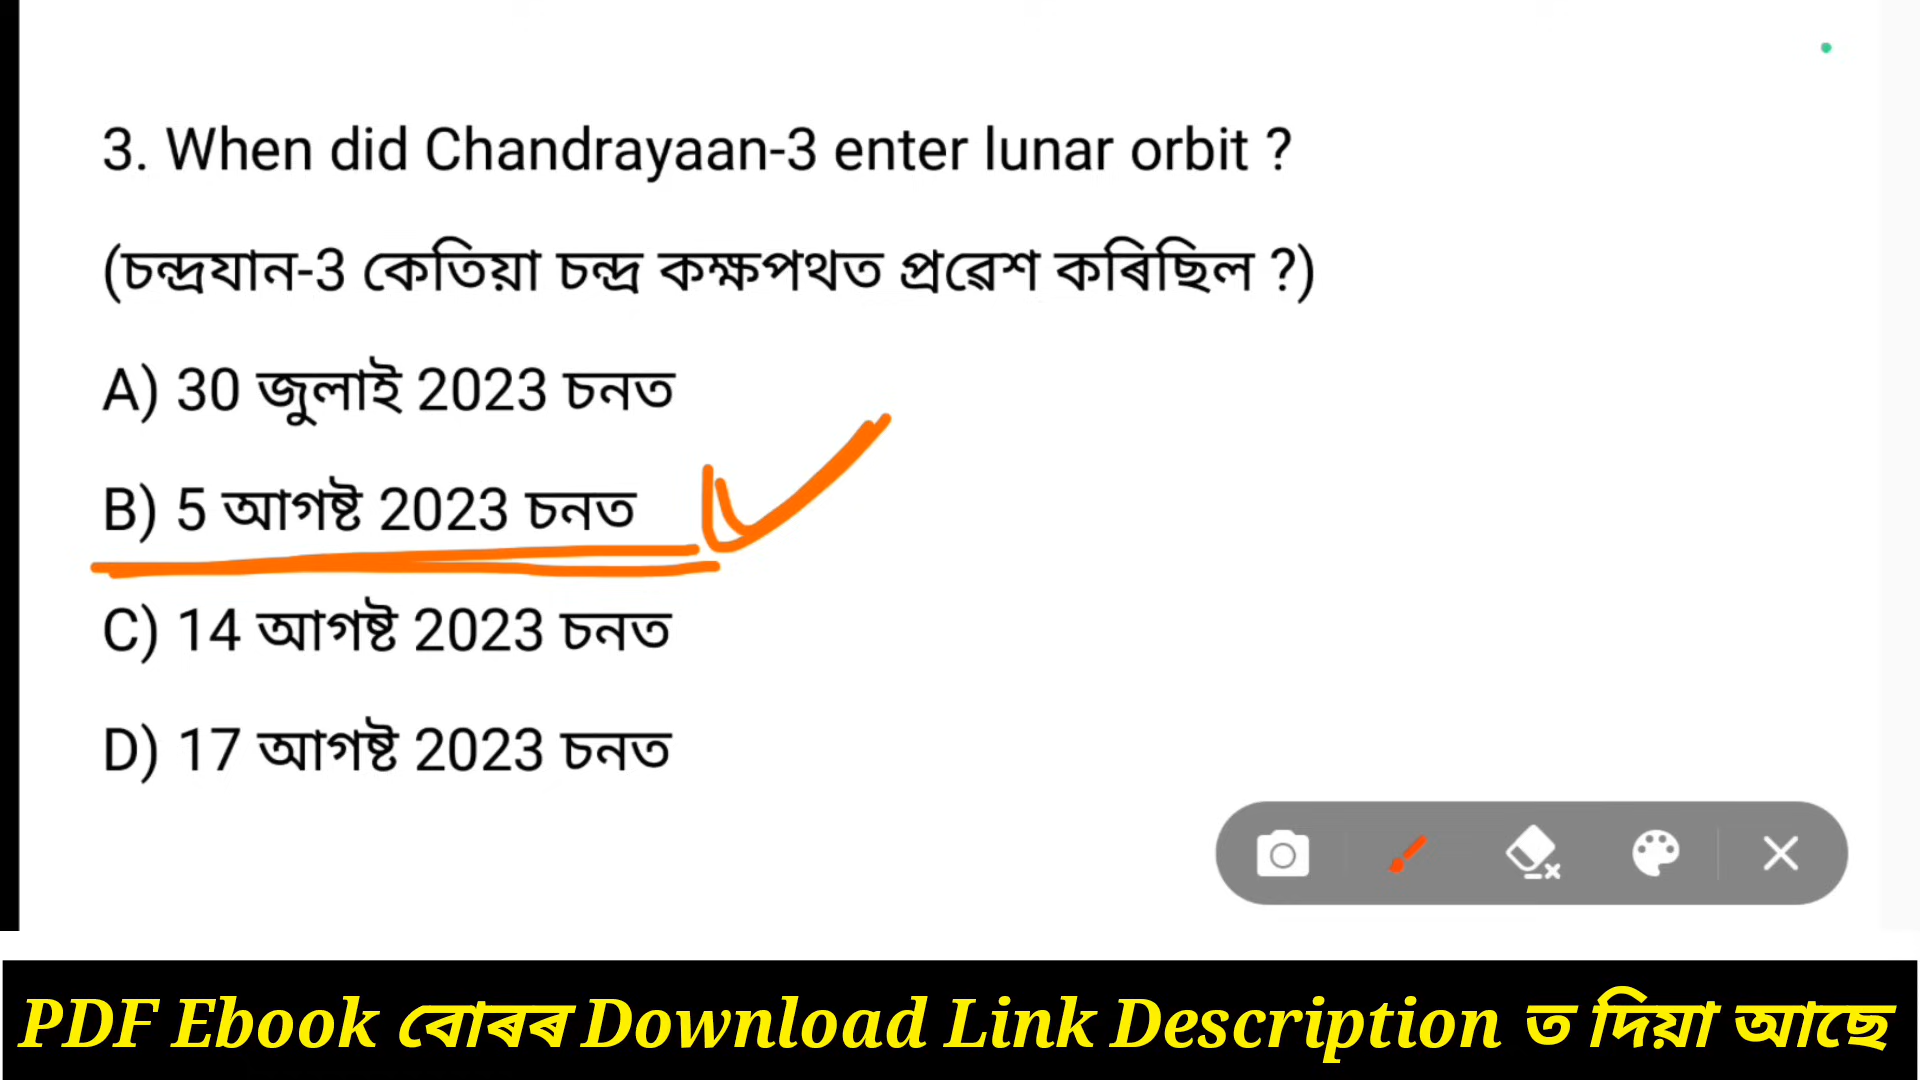 3. When did Chandrayaan-3 enter lunar orbit ?
(চন্দ্ৰযান-3 কেতিয়া চন্দ্ৰ কক্ষপথত প্ৰৱেশ কৰিছিল ?)
A) 30 জুলাই 2023 চনত
B) 5 আগষ্ট 2023 চনত
C) 14 আগষ্ট 2023 চনত
D) 17 আগষ্ট 2023 চনত
PDF Ebook বোৰৰ Download Link Description ত দিয়া আছে